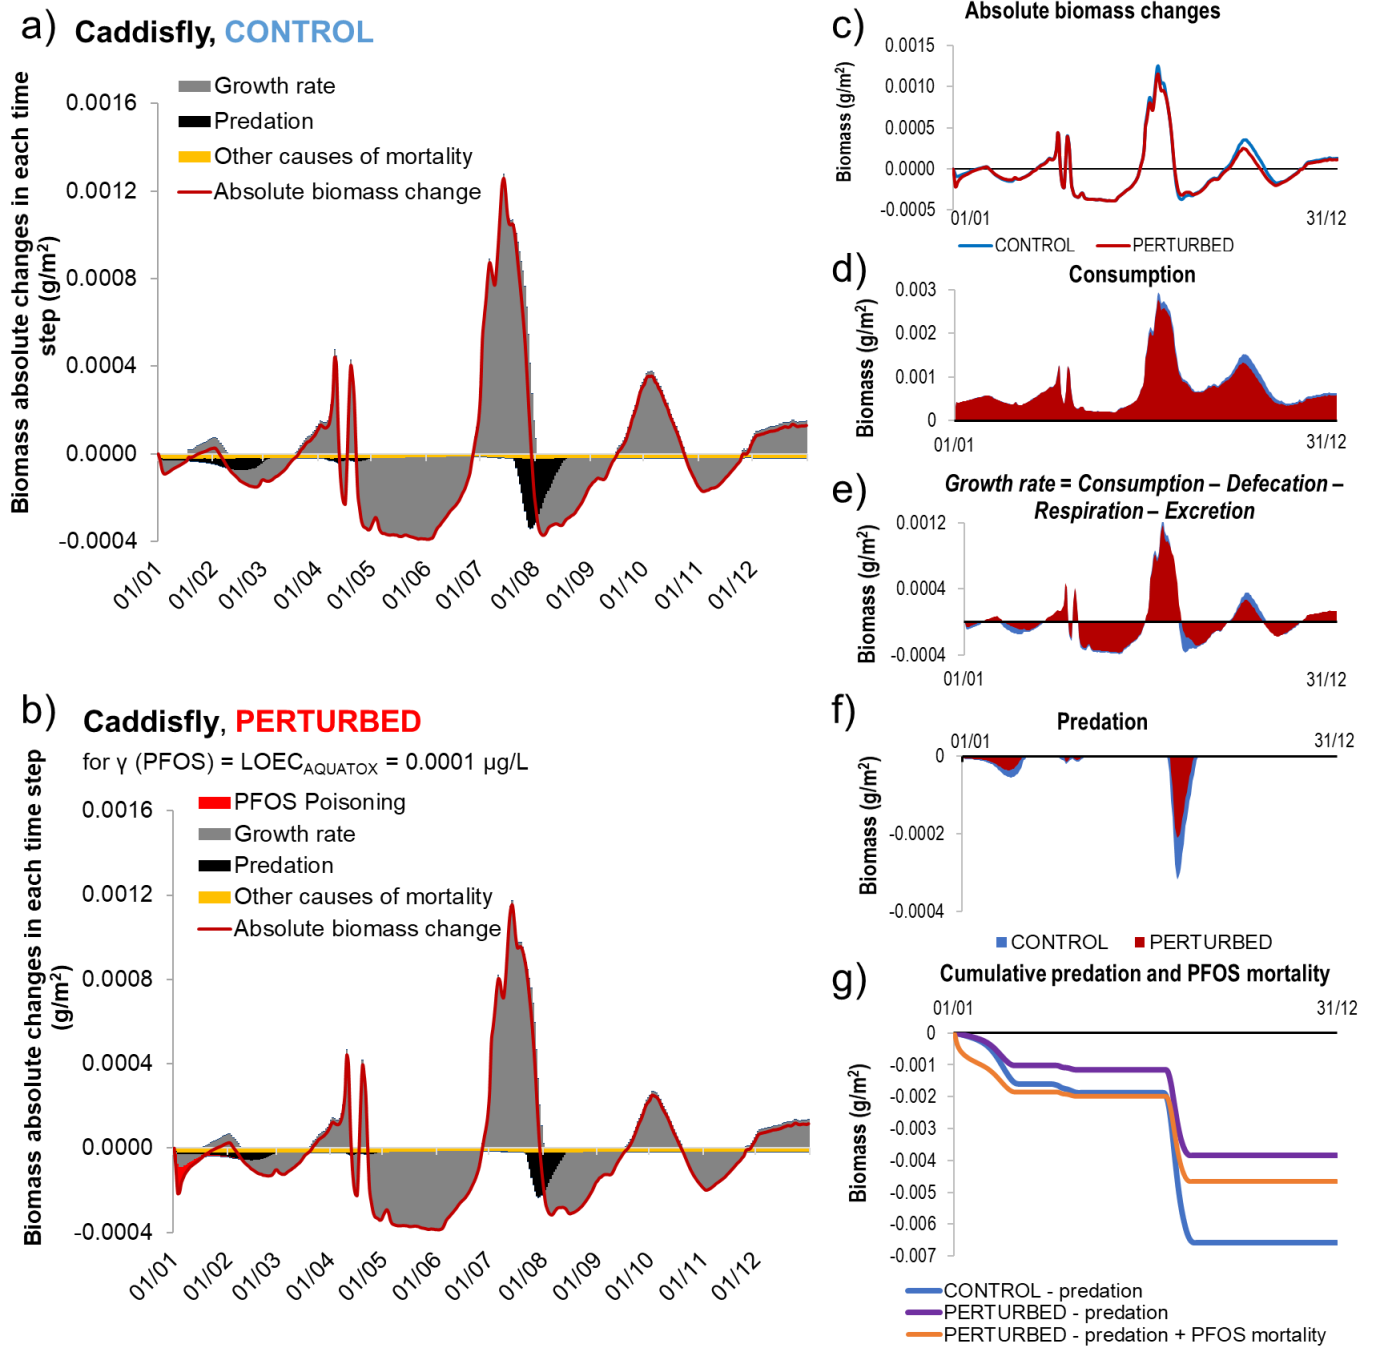 a) Caddisfly, CONTROL
Biomass absolute changes in each time
step (g/m²)
Growth rate
Predation
Other causes of mortality
Absolute biomass change
0.0016
0.0012
0.0008
0.0004
0.0000
-0.0004
01/01
01/02
01/03
01/04
01/05
01/06
01/07
01/08
01/09
01/10
01/11
01/12
b) Caddisfly, PERTURBED
for γ (PFOS) = LOECAQUATOX = 0.0001 µg/L
Biomass absolute changes in each time step
(g/m²)
PFOS Poisoning
Growth rate
Predation
Other causes of mortality
Absolute biomass change
0.0016
0.0012
0.0008
0.0004
0.0000
-0.0004
01/01
01/02
01/03
01/04
01/05
01/06
01/07
01/08
01/09
01/10
01/11
01/12
c) Absolute biomass changes
Biomass (g/m²)
0.0015
0.0010
0.0005
0.0000
-0.0005
01/01 31/12
CONTROL PERTURBED
d) Consumption
Biomass (g/m²)
0.003
0.002
0.001
0
01/01 31/12
e) Growth rate = Consumption – Defecation –
Respiration – Excretion
Biomass (g/m²)
0.0012
0.0004
-0.0004
01/01 31/12
f) Predation
01/01 31/12
Biomass (g/m²)
0
-0.0002
-0.0004
CONTROL PERTURBED
g) Cumulative predation and PFOS mortality
01/01 31/12
Biomass (g/m²)
0
-0.001
-0.002
-0.003
-0.004
-0.005
-0.006
-0.007
CONTROL - predation
PERTURBED - predation
PERTURBED - predation + PFOS mortality